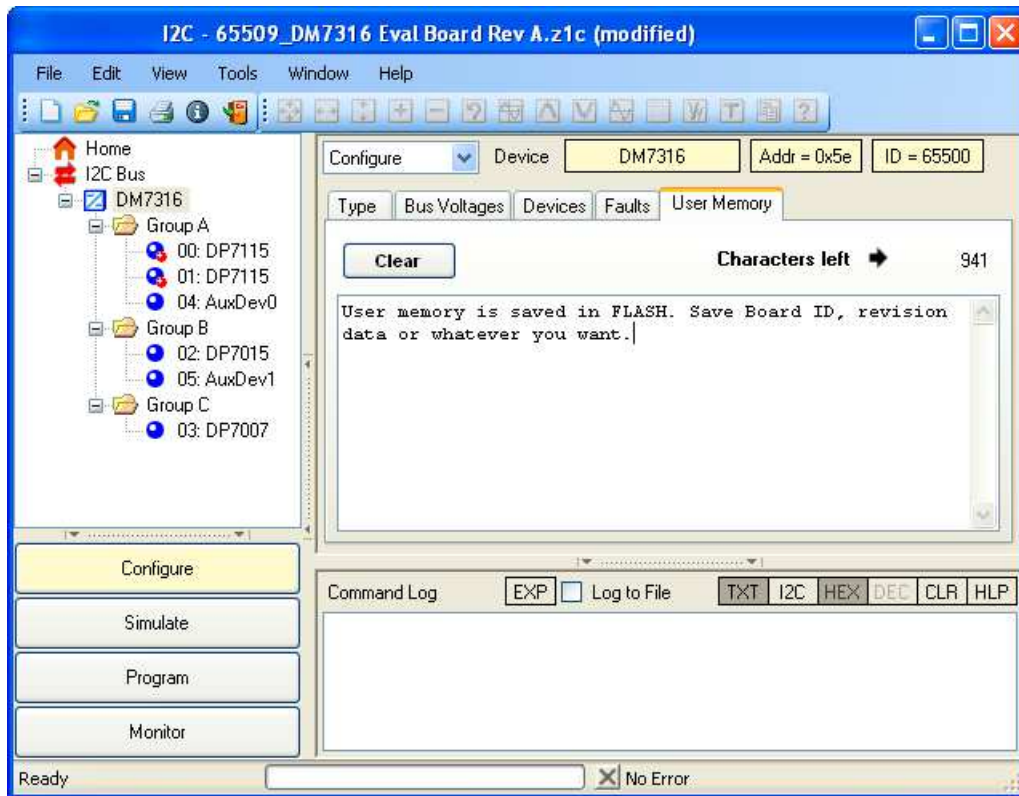 I2C - 65509_DM7316 Eval Board Rev A.z1c (modified)
File Edit View Tools Window Help
Home
I2C Bus
DM7316
Group A
00: DP7115
01: DP7115
04: AuxDev0
Group B
02: DP7015
05: AuxDev1
Group C
03: DP7007
Configure
Simulate
Program
Monitor
Configure Device DM7316 Addr = 0x5e ID = 65500
Type Bus Voltages Devices Faults User Memory
Clear Characters left 941
User memory is saved in FLASH. Save Board ID, revision
data or whatever you want.
Command Log EXP Log to File TXT I2C HEX DEC CLR HLP
Ready No Error